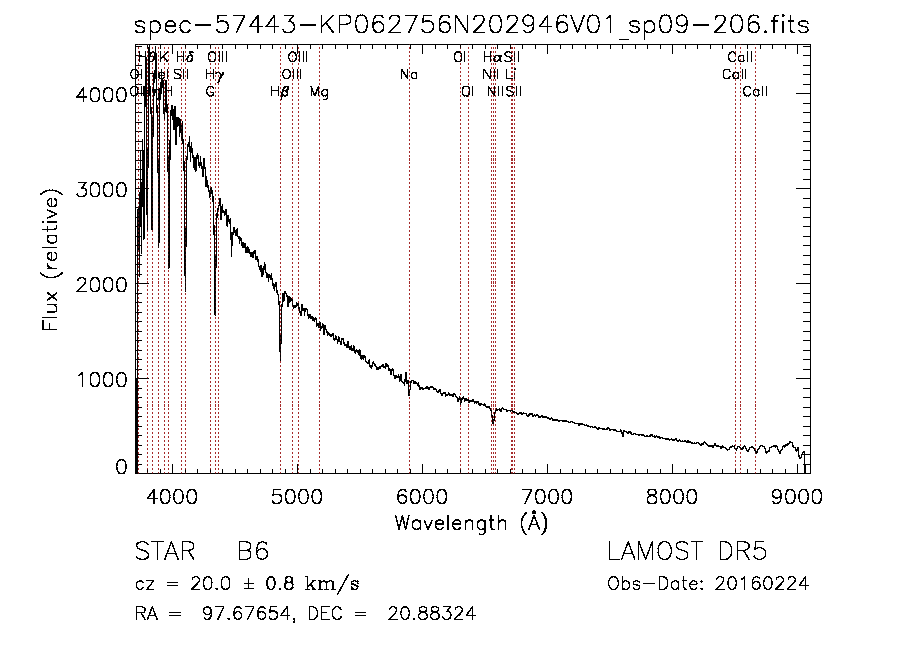 spec-57443-KP062756N202946V01_sp09-206.fits
K Hδ OIII OIII OI Hα SII CaII
OI SII Hγ OIII Na NII Li CaII
H G Hβ Mg OI NII SII CaII
4000
3000
2000
1000
0
Flux (relative)
4000 5000 6000 7000 8000 9000
Wavelength (Å)
STAR B6 LAMOST DR5
cz = 20.0 ± 0.8 km/s Obs-Date: 20160224
RA = 97.67654, DEC = 20.88324